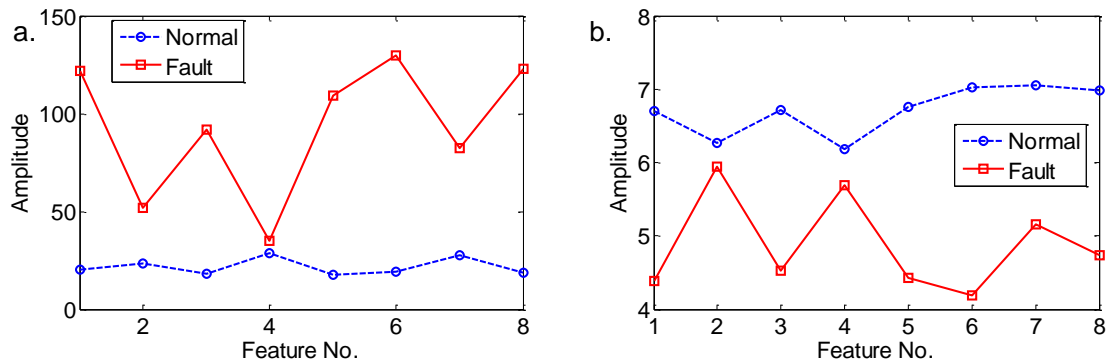 a.
150
100
50
0
Amplitude
Normal
Fault
2 4 6 8
Feature No.
b.
8
7
6
5
4
Amplitude
Normal
Fault
1 2 3 4 5 6 7 8
Feature No.